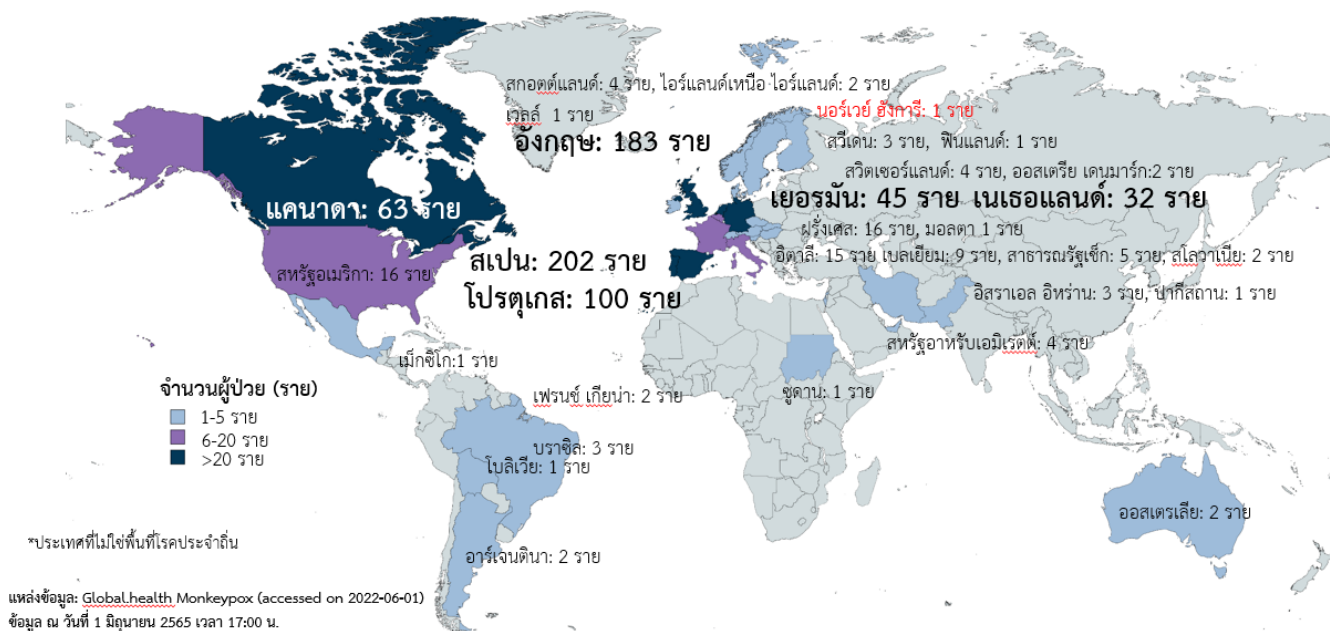 สกอตต์แลนด์: 4 ราย, ไอร์แลนด์เหนือ ไอร์แลนด์: 2 ราย
เวลส์ 1 ราย
อังกฤษ: 183 ราย
นอร์เวย์ ฮังการี: 1 ราย
สวีเดน: 3 ราย, ฟินแลนด์: 1 ราย
สวิตเซอร์แลนด์: 4 ราย, ออสเตรีย เดนมาร์ก:2 ราย
เยอรมัน: 45 ราย เนเธอแลนด์: 32 ราย
แคนาดา: 63 ราย
ฝรั่งเศส: 16 ราย, มอลตา 1 ราย
สเปน: 202 ราย
อิตาลี: 15 ราย เบลเยียม: 9 ราย, สาธารณรัฐเช็ก: 5 ราย, สโลวาเนีย: 2 ราย
สหรัฐอเมริกา: 16 ราย
โปรตุเกส: 100 ราย
อิสราเอล อิหร่าน: 3 ราย, ปากีสถาน: 1 ราย
สหรัฐอาหรับเอมิเรตต์: 4 ราย
เม็กซิโก:1 ราย
ซูดาน: 1 ราย
เฟรนช์ เกียน่า: 2 ราย
จำนวนผู้ป่วย (ราย)
1-5 ราย
6-20 ราย
>20 ราย
บราซิล: 3 ราย
โบลิเวีย: 1 ราย
ออสเตรเลีย: 2 ราย
อาร์เจนตินา: 2 ราย
*ประเทศที่ไม่ใช่พื้นที่โรคประจำถิ่น
แหล่งข้อมูล: Global.health Monkeypox (accessed on 2022-06-01)
ข้อมูล ณ วันที่ 1 มิถุนายน 2565 เวลา 17:00 น.